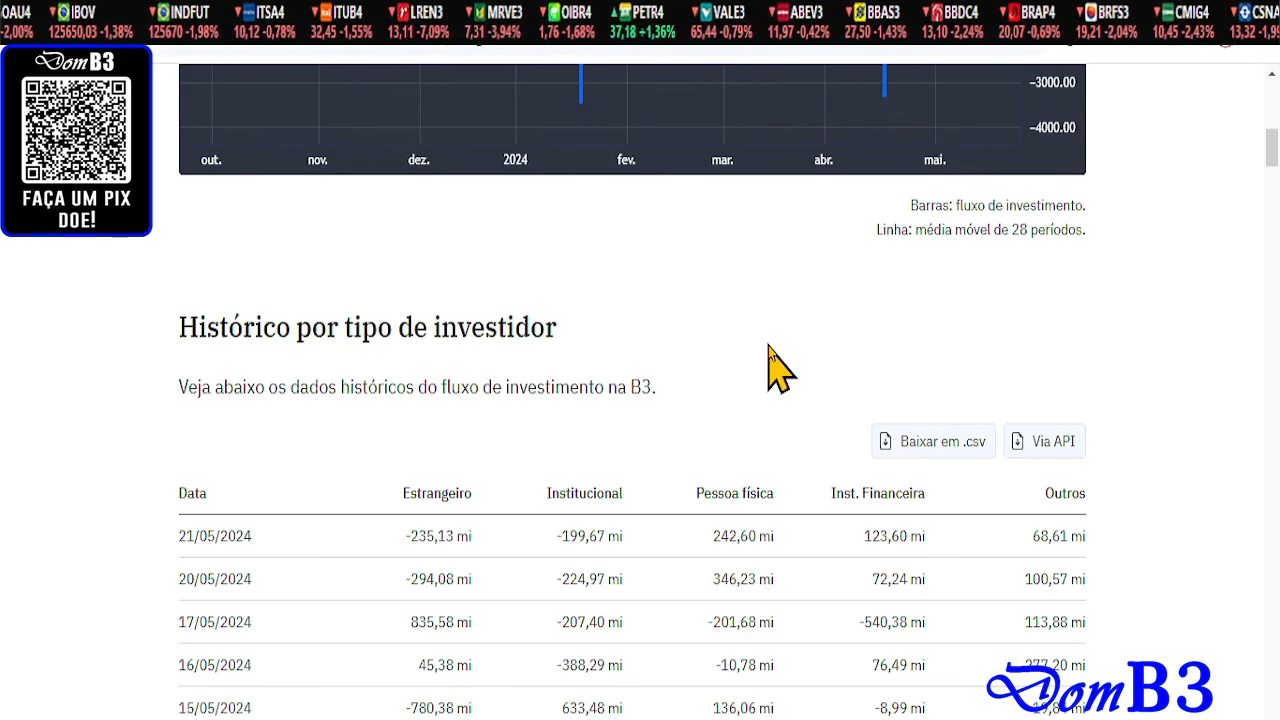 OAU4 IBOV INDFUT ITSA4 ITUB4 LREN3 MRVE3 OIBR4 PETR4 VALE3 ABEV3 BBAS3 BBDC4 BRAP4 BRFS3 CMIG4 CSNA
-2,00% 125650,03 -1,38% 125670 -1,98% 10,12 -0,78% 32,45 -1,55% 13,11 -7,09% 7,31 -3,94% 1,76 -1,68% 37,18 +1,36% 65,44 -0,79% 11,97 -0,42% 27,50 -1,43% 13,10 -2,24% 20,07 -0,69% 19,21 -2,04% 10,45 -2,43%
DomB3
FAÇA UM PIX
DOE!
-3000.00
-4000.00
out. nov. dez. 2024 fev. mar. abr. mai.
Barras: fluxo de investimento.
Linha: média móvel de 28 períodos.
Histórico por tipo de investidor
Veja abaixo os dados históricos do fluxo de investimento na B3.
Baixar em .csv Via API
Data Estrangeiro Institucional Pessoa física Inst. Financeira Outros
21/05/2024 -235,13 mi -199,67 mi 242,60 mi 123,60 mi 68,61 mi
20/05/2024 -294,08 mi -224,97 mi 346,23 mi 72,24 mi 100,57 mi
17/05/2024 835,58 mi -207,40 mi -201,68 mi -540,38 mi 113,88 mi
16/05/2024 45,38 mi -388,29 mi -10,78 mi 76,49 mi 277,20 mi
15/05/2024 -780,38 mi 633,48 mi 136,06 mi -8,99 mi
DomB3